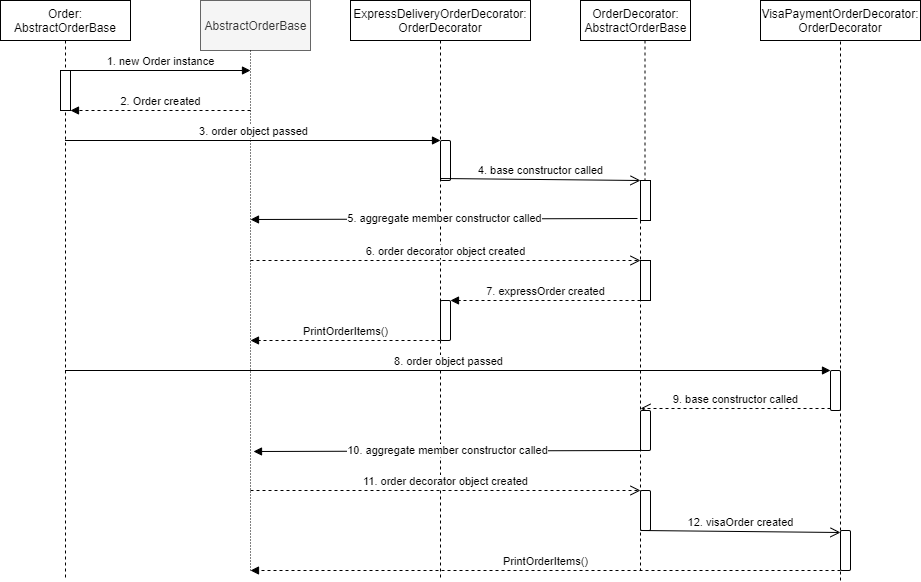 Order:
AbstractOrderBase
AbstractOrderBase
ExpressDeliveryOrderDecorator:
OrderDecorator
OrderDecorator:
AbstractOrderBase
VisaPaymentOrderDecorator:
OrderDecorator
1. new Order instance
2. Order created
3. order object passed
4. base constructor called
5. aggregate member constructor called
6. order decorator object created
7. expressOrder created
PrintOrderItems()
8. order object passed
9. base constructor called
10. aggregate member constructor called
11. order decorator object created
12. visaOrder created
PrintOrderItems()